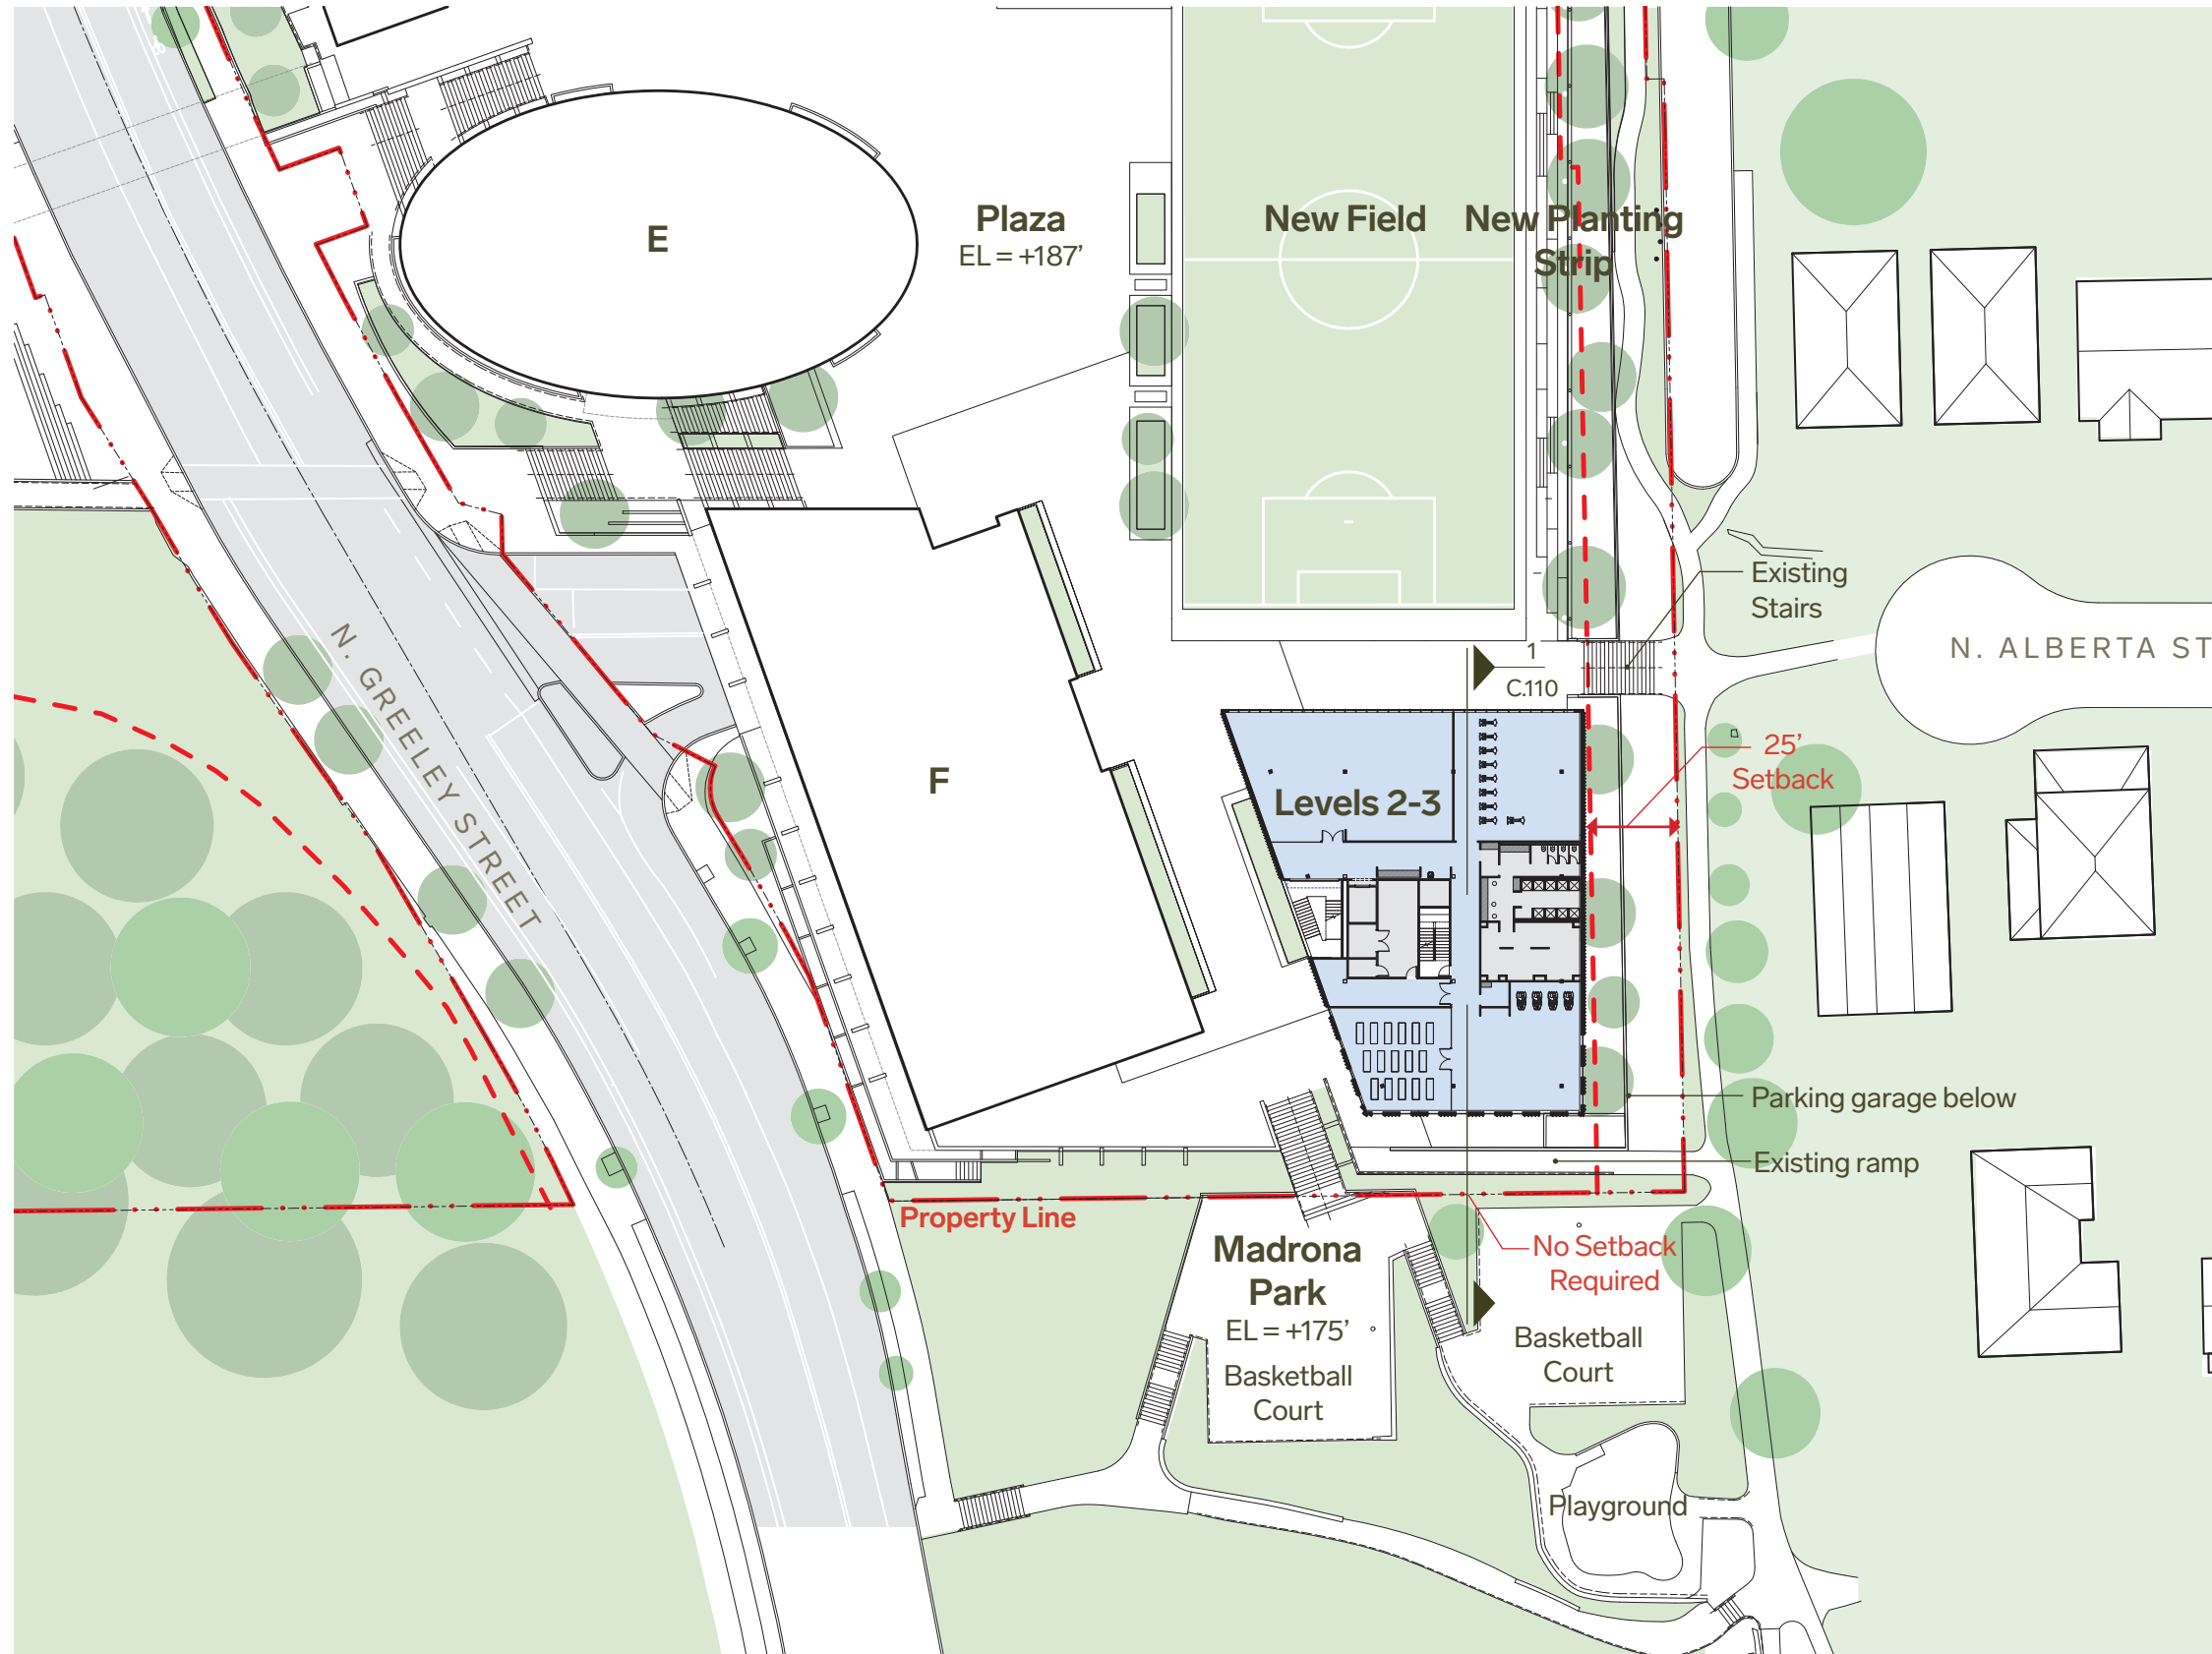 E
Plaza
EL = +187’
New Field
New Planting
Strip
Existing
Stairs
N. ALBERTA ST
1
C.110
N. GREELEY STREET
25’
Setback
F
Levels 2-3
Parking garage below
Existing ramp
Property Line
Madrona
Park
EL = +175’
Basketball
Court
No Setback
Required
Basketball
Court
Playground